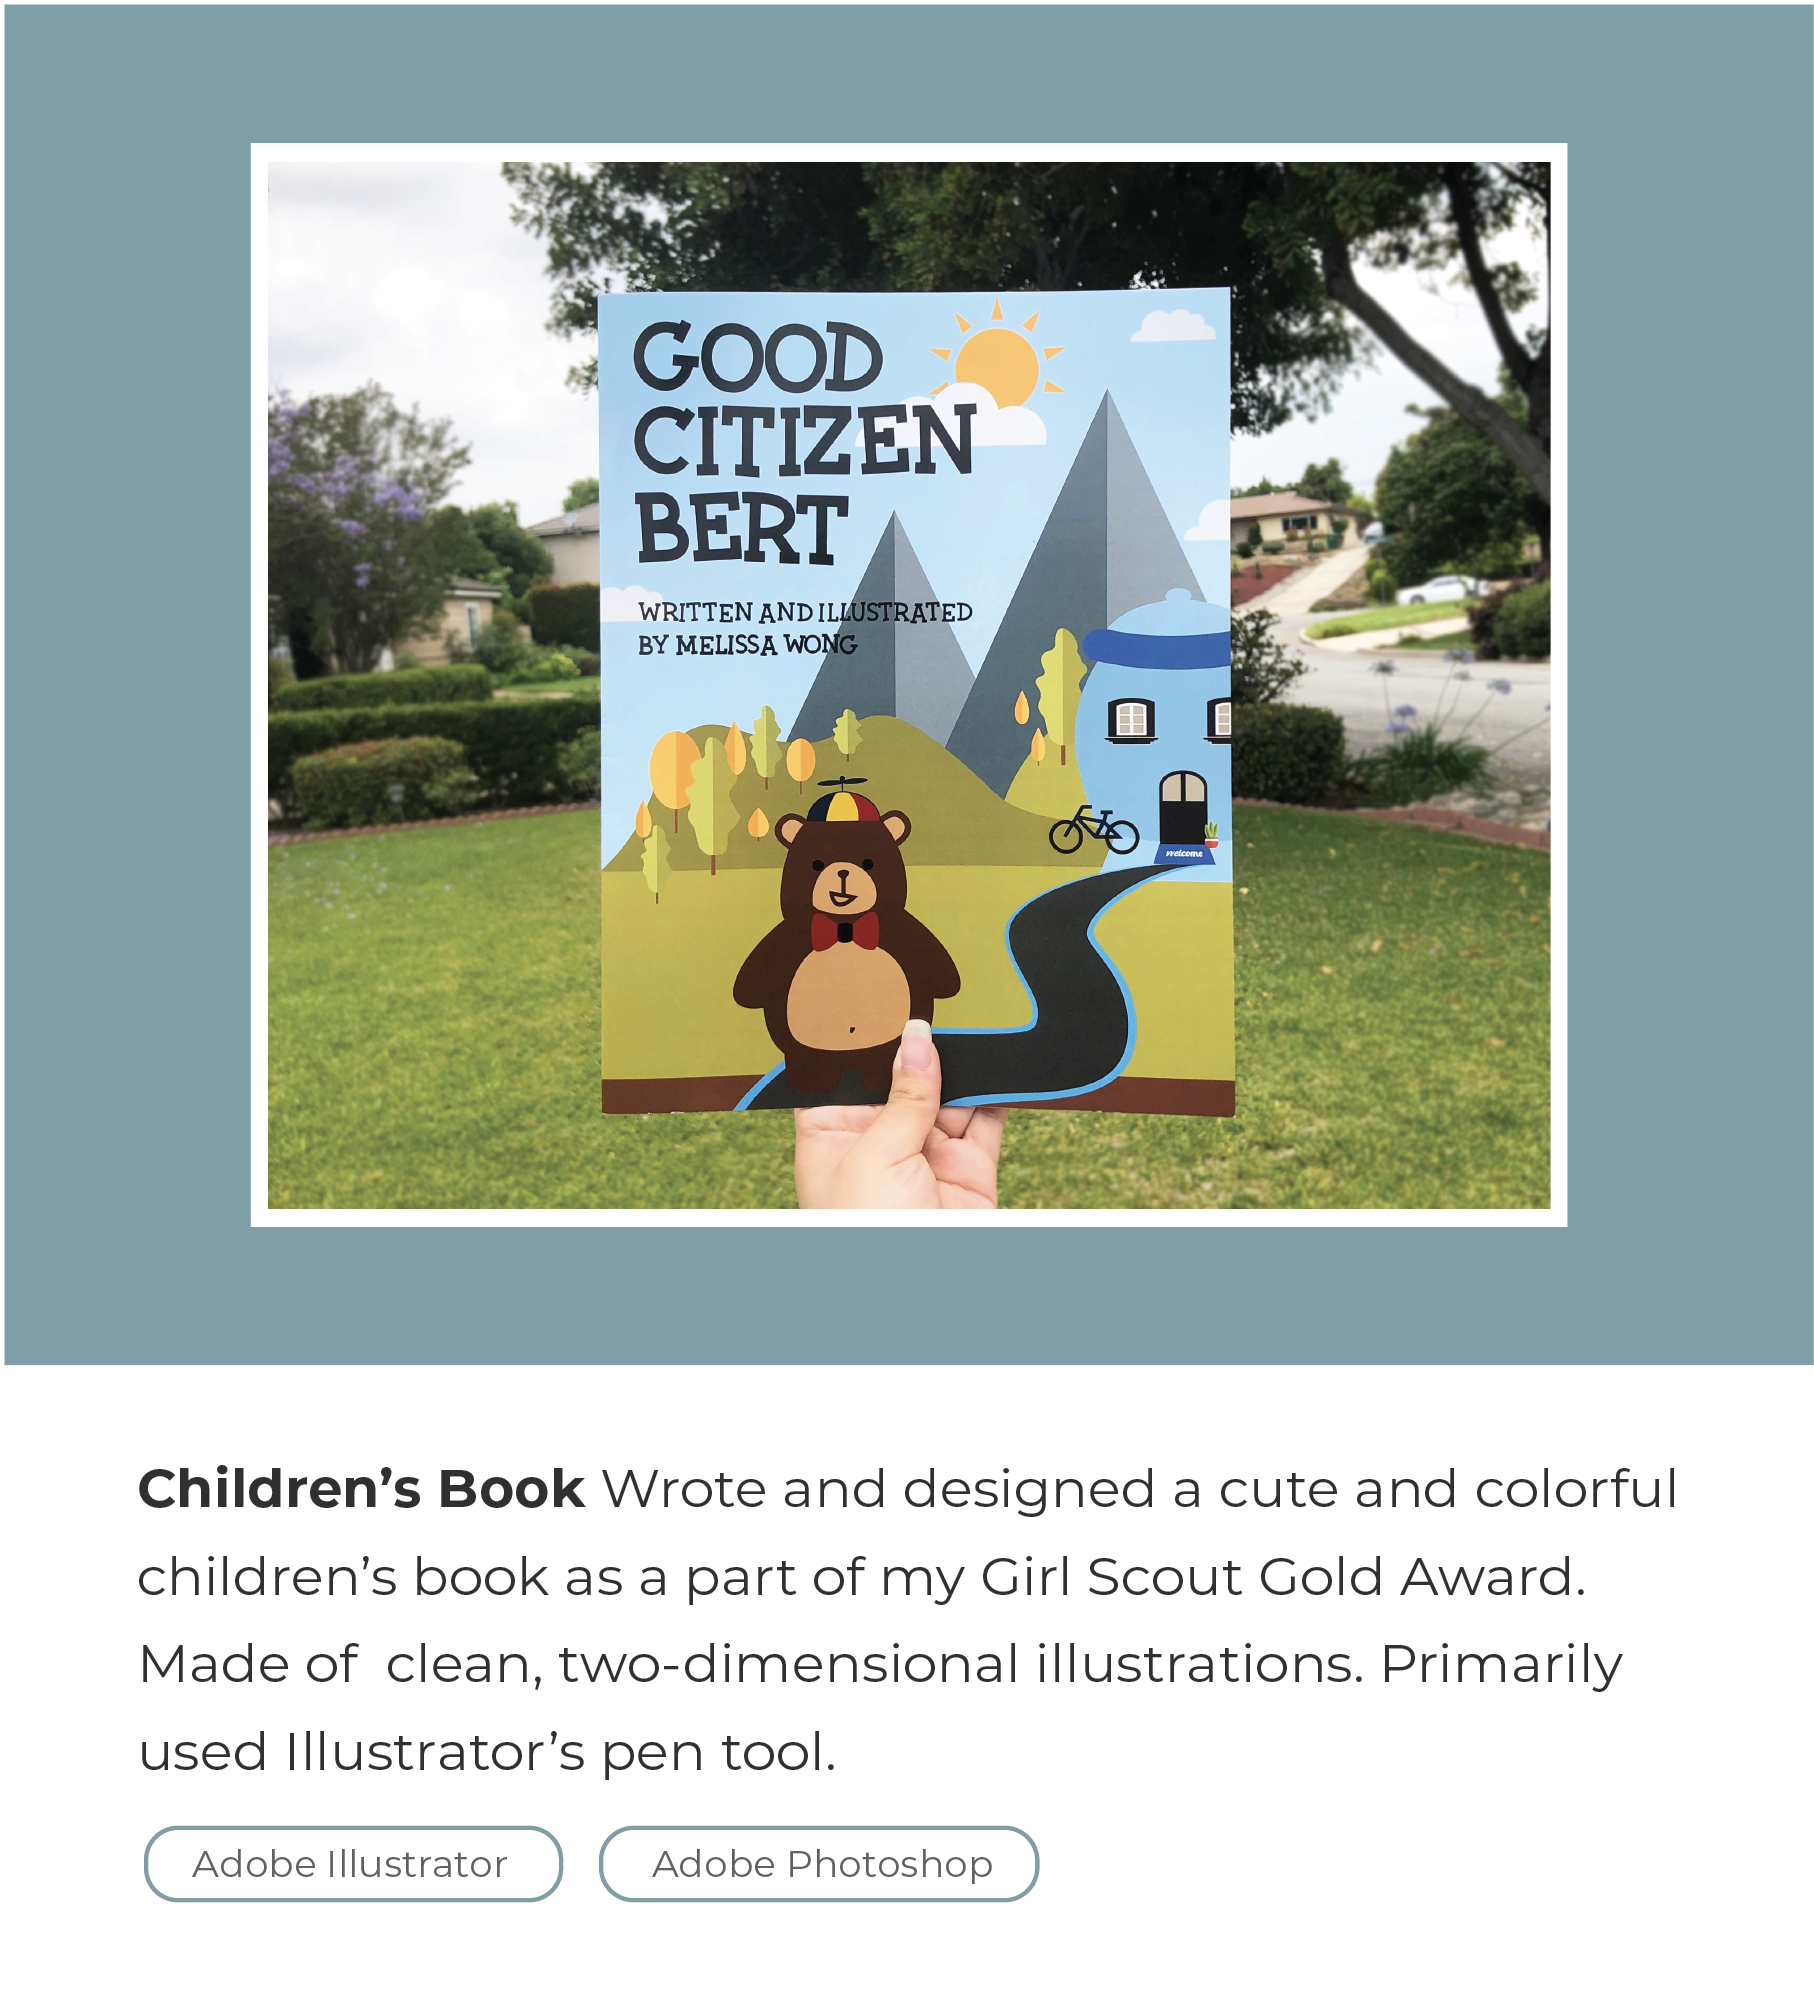 GOOD
CITIZEN
BERT
WRITTEN AND ILLUSTRATED
BY MELISSA WONG
welcome
Children’s Book Wrote and designed a cute and colorful
children’s book as a part of my Girl Scout Gold Award.
Made of  clean, two-dimensional illustrations. Primarily
used Illustrator’s pen tool.
Adobe Illustrator
Adobe Photoshop